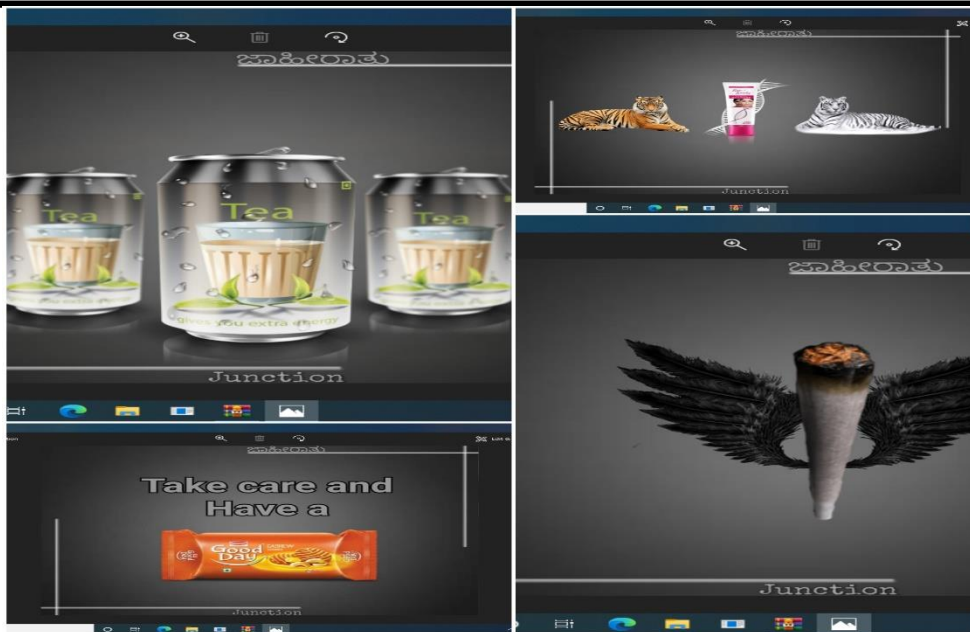 ಜಾಹೀರಾತು
Tea
Tea
Tea
gives you extra energy
Junction
ಜಾಹೀರಾತು
Junction
ಜಾಹೀರಾತು
Take care and
Have a
Good
Day
Junction
ಜಾಹೀರಾತು
Junction